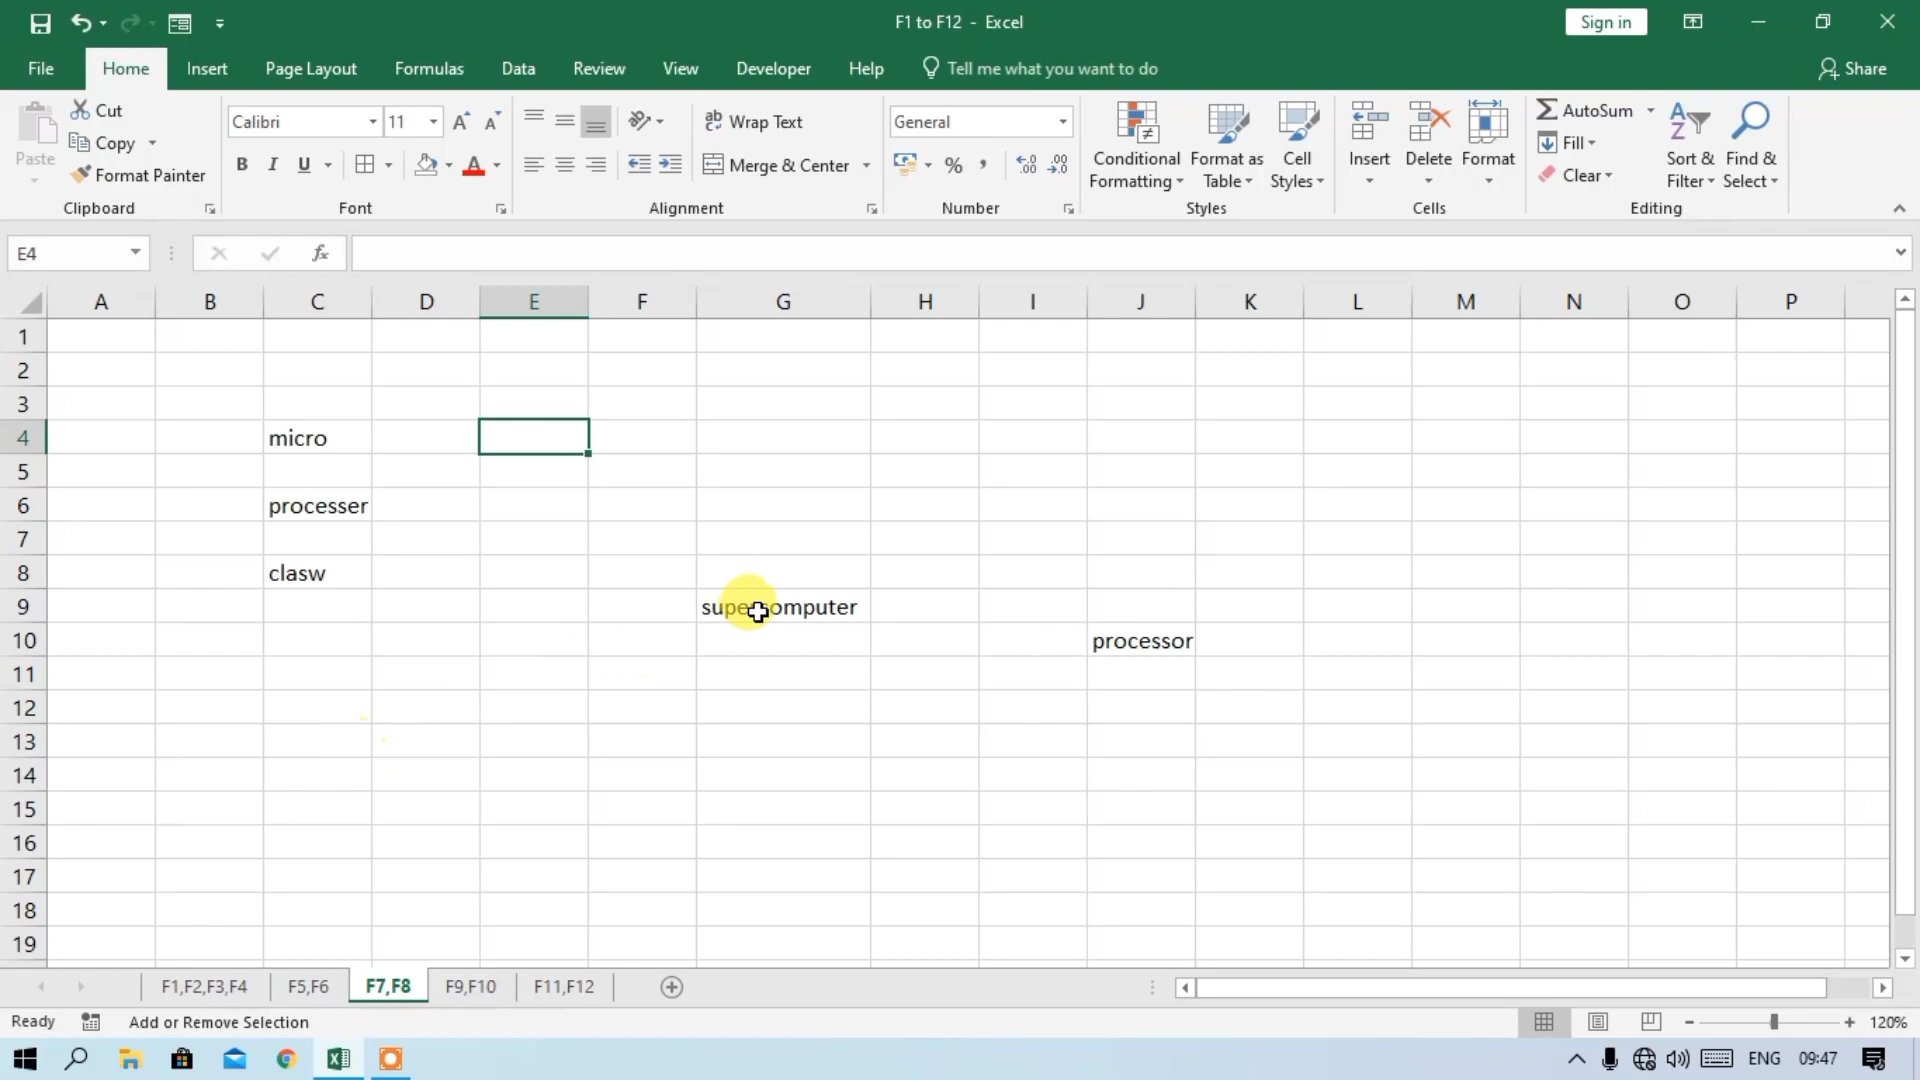 F1 to F12 - Excel
Sign in
File Home Insert Page Layout Formulas Data Review View Developer Help Tell me what you want to do Share
Paste
Cut
Copy
Format Painter
Clipboard
Calibri 11
B I U A
Font
Wrap Text
Merge & Center
Alignment
General
% ,
Number
Conditional Formatting
Format as Table
Cell Styles
Styles
Insert Delete Format
Cells
AutoSum
Fill
Clear
Sort & Filter
Find & Select
Editing
E4 fx
A B C D E F G H I J K L M N O P
1
2
3
4 micro
5
6 processer
7
8 clasw
9 supercomputer
10 processor
11
12
13
14
15
16
17
18
19
F1,F2,F3,F4 F5,F6 F7,F8 F9,F10 F11,F12
Ready Add or Remove Selection 120%
ENG 09:47